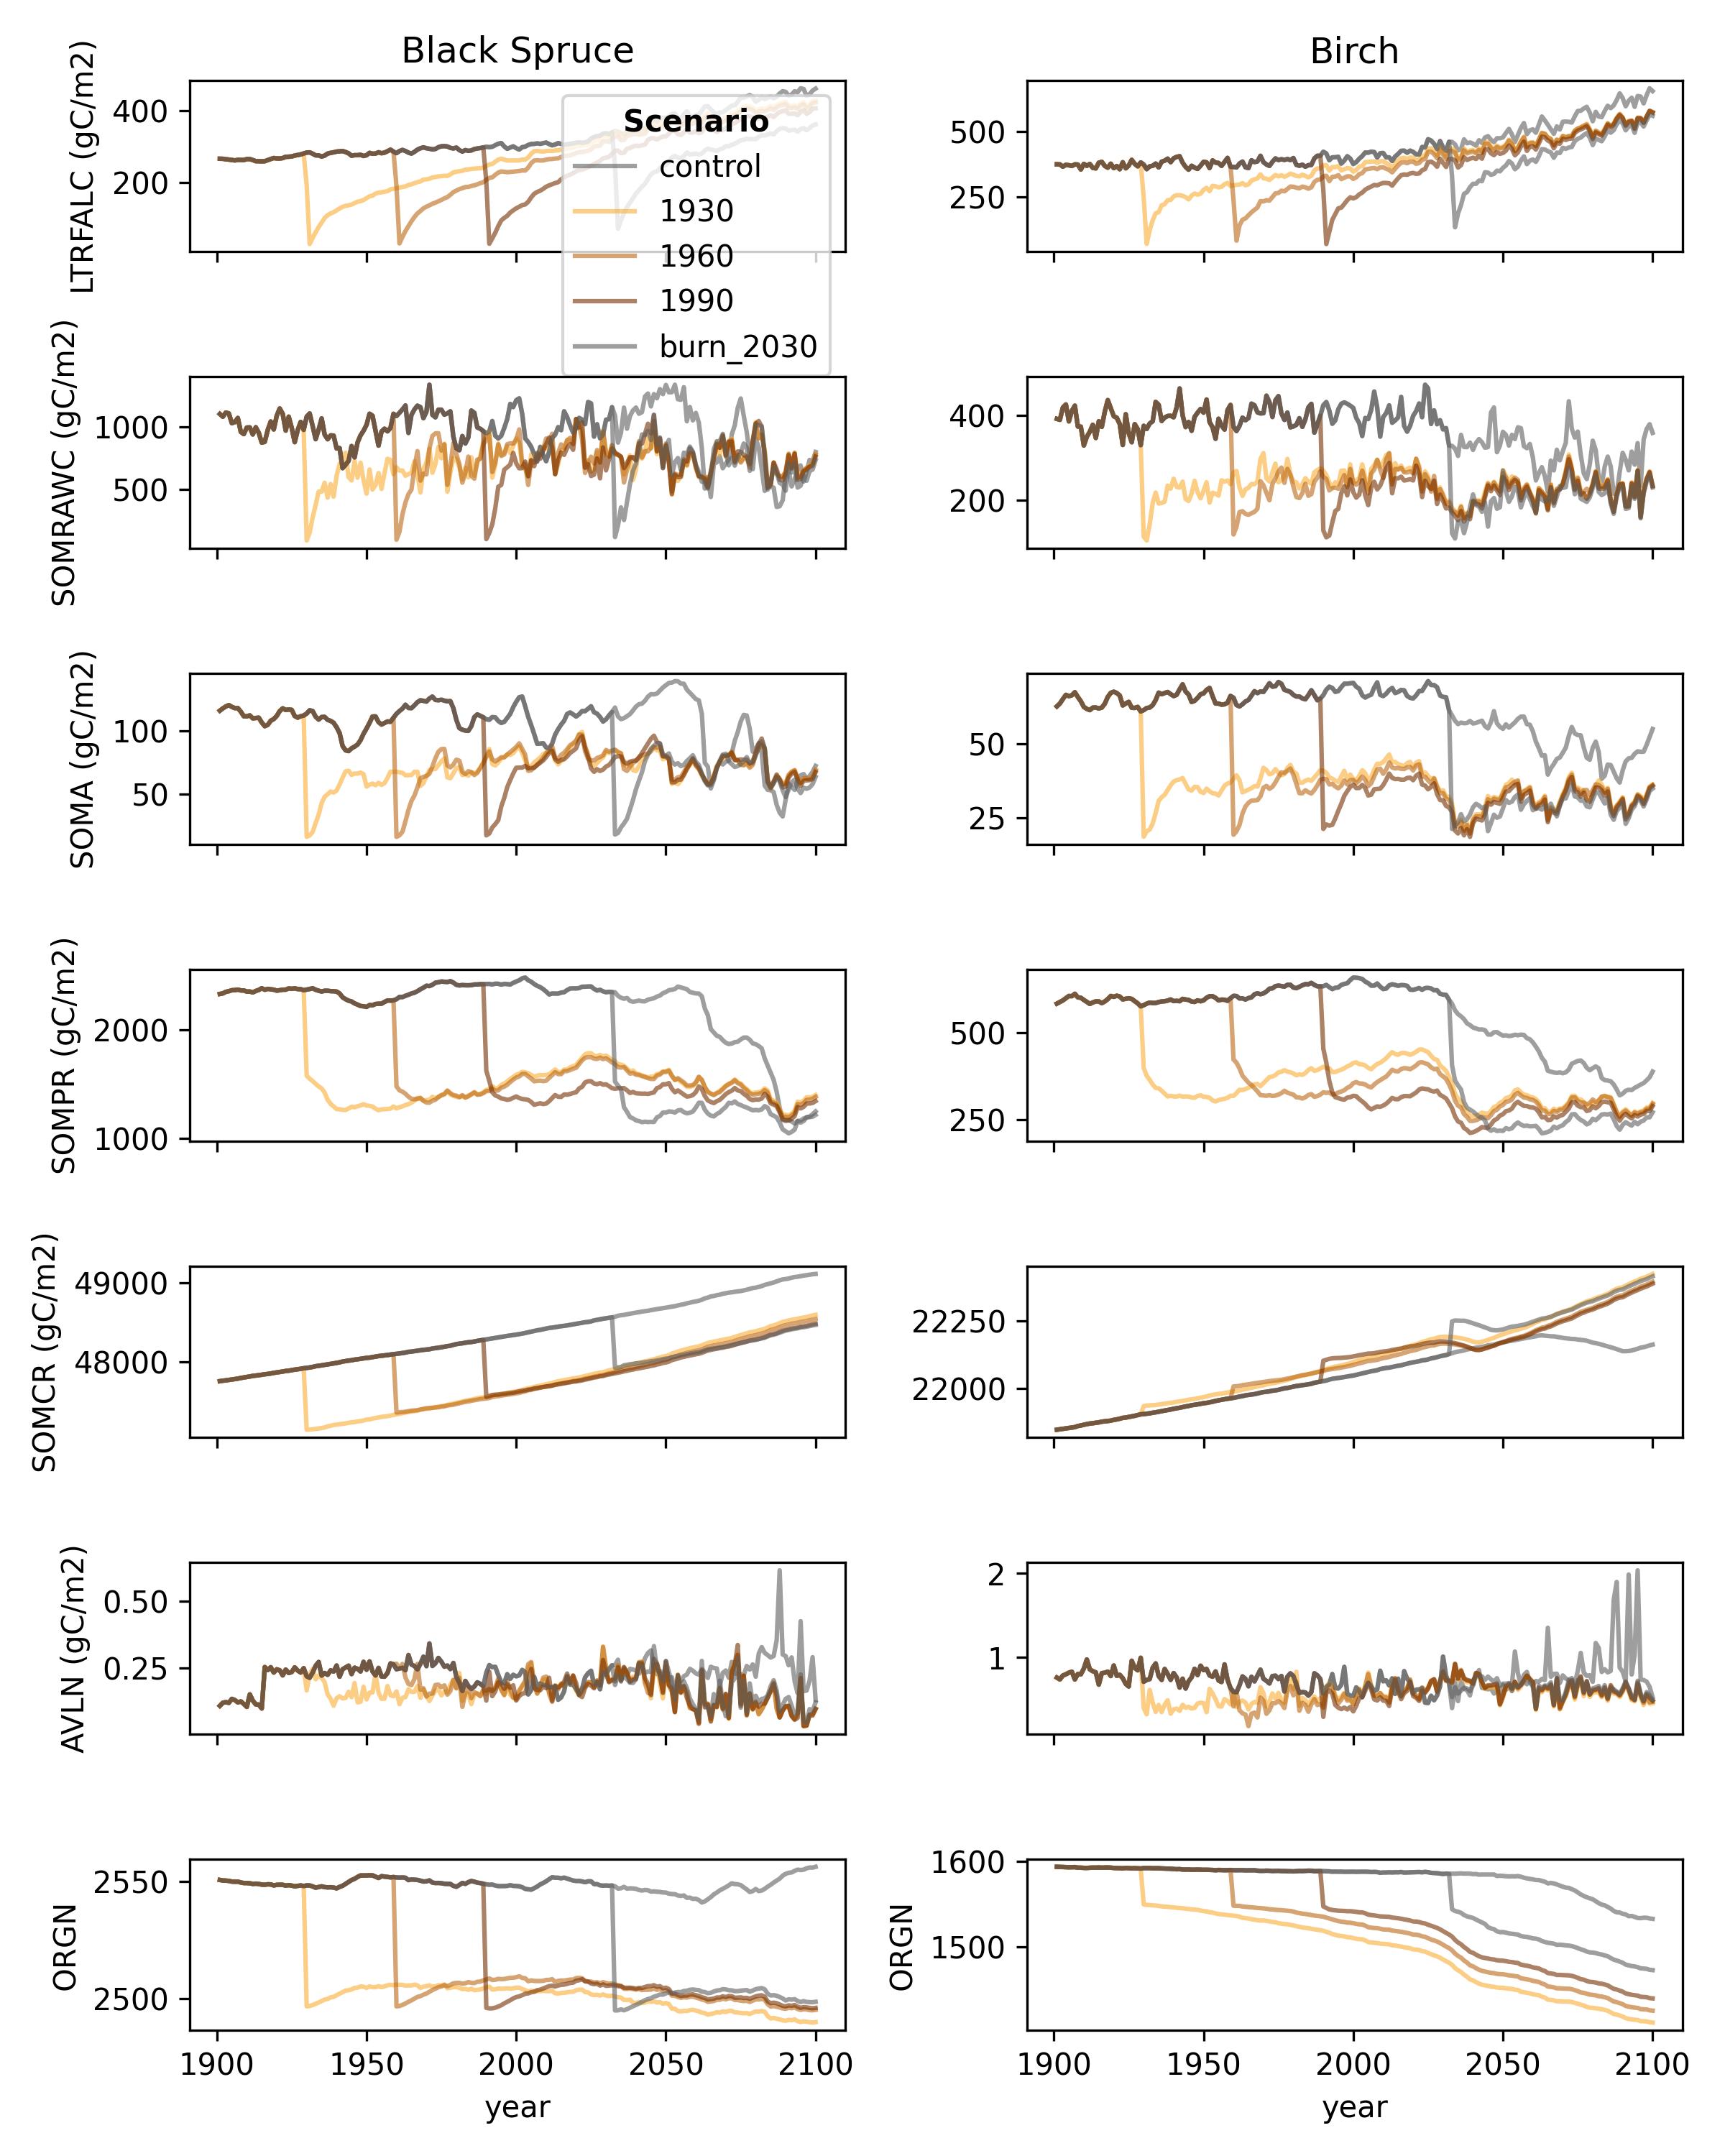 Black Spruce
Birch
LTRFALC (gC/m2)
400
200
500
250
Scenario
control
1930
1960
1990
burn_2030
SOMRAWC (gC/m2)
1000
500
400
200
SOMA (gC/m2)
100
50
50
25
SOMPR (gC/m2)
2000
1000
500
250
SOMCR (gC/m2)
49000
48000
22250
22000
AVLN (gC/m2)
0.50
0.25
2
1
ORGN
2550
2500
ORGN
1600
1500
1900 1950 2000 2050 2100
1900 1950 2000 2050 2100
year
year